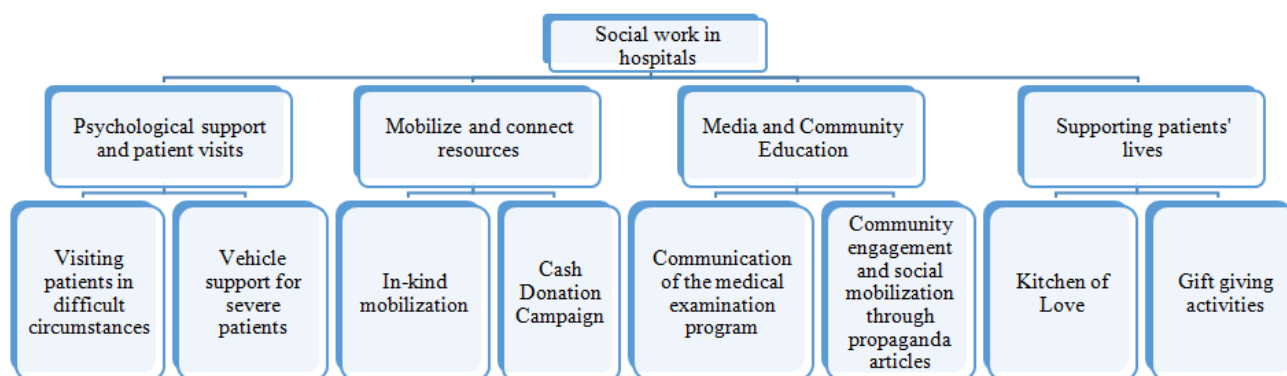 Social work in
hospitals
Psychological support
and patient visits
Mobilize and connect
resources
Media and Community
Education
Supporting patients'
lives
Visiting
patients in
difficult
circumstances
Vehicle
support for
severe
patients
In-kind
mobilization
Cash
Donation
Campaign
Communication
of the medical
examination
program
Community
engagement
and social
mobilization
through
propaganda
articles
Kitchen of
Love
Gift giving
activities